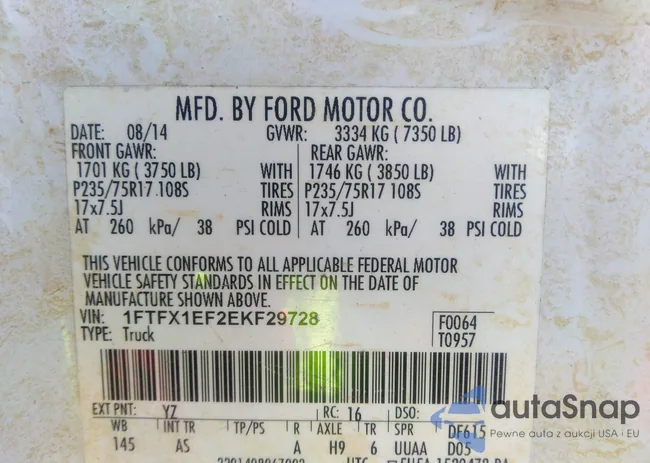 MFD. BY FORD MOTOR CO.
DATE: 08/14 GVWR: 3334 KG ( 7350 LB)
FRONT GAWR: REAR GAWR:
1701 KG ( 3750 LB) WITH 1746 KG ( 3850 LB) WITH
P235/75R17 108S TIRES P235/75R17 108S TIRES
17x7.5J RIMS 17x7.5J RIMS
AT 260 kPa/ 38 PSI COLD AT 260 kPa/ 38 PSI COLD
THIS VEHICLE CONFORMS TO ALL APPLICABLE FEDERAL MOTOR
VEHICLE SAFETY STANDARDS IN EFFECT ON THE DATE OF
MANUFACTURE SHOWN ABOVE.
VIN: 1FTFX1EF2EKF29728 F0064
TYPE: Truck T0957
EXT PNT: YZ RC: 16 DSO:
WB INT TR TP/PS R AXLE TR SPR DF615
145 AS A H9 6 UUAA D05
autaSnap
Pewne auto z aukcji USA i EU